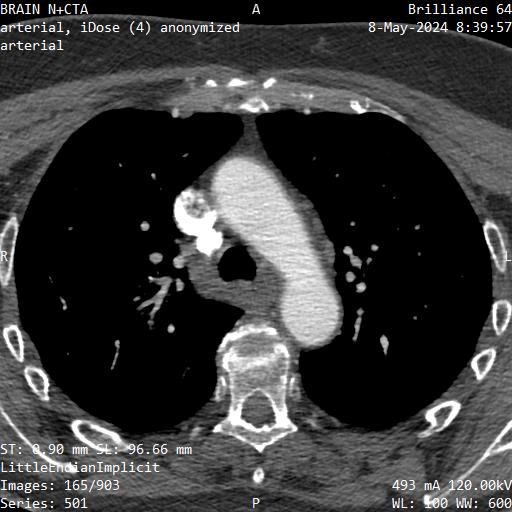 BRAIN N+CTA A Brilliance 64
arterial, iDose (4) anonymized 8-May-2024 8:39:57
arterial
R L
ST: 0.90 mm SL: 96.66 mm
LittleEndianImplicit
Images: 165/903 493 mA 120.00kV
Series: 501 P WL: 100 WW: 600